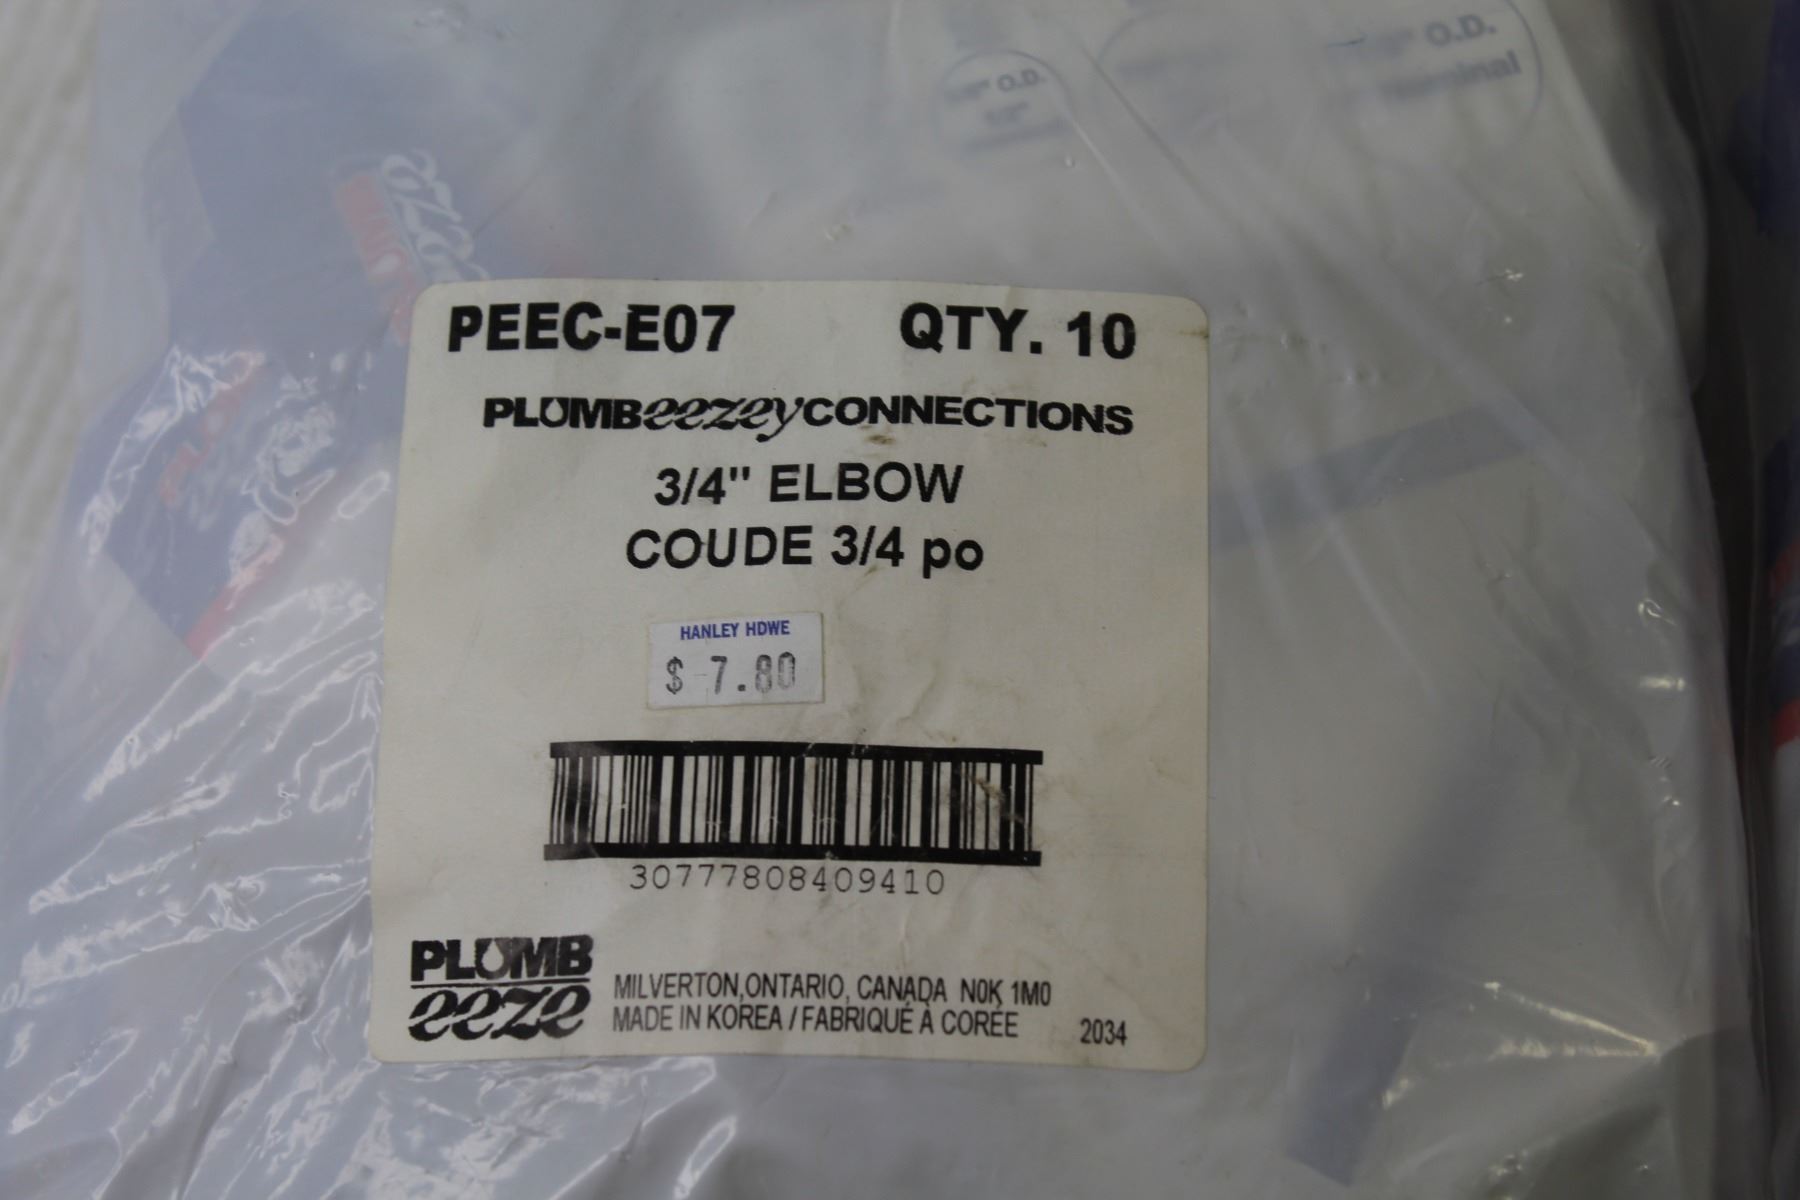 O.D.
O.D.
PEEC-E07 QTY. 10
PLUMBeezeyCONNECTIONS
3/4" ELBOW
COUDE 3/4 po
HANLEY HDWE
$ 7.80
30777808409410
PLUMB
eeze
MILVERTON,ONTARIO, CANADA N0K 1M0
MADE IN KOREA / FABRIQUÉ À CORÉE 2034